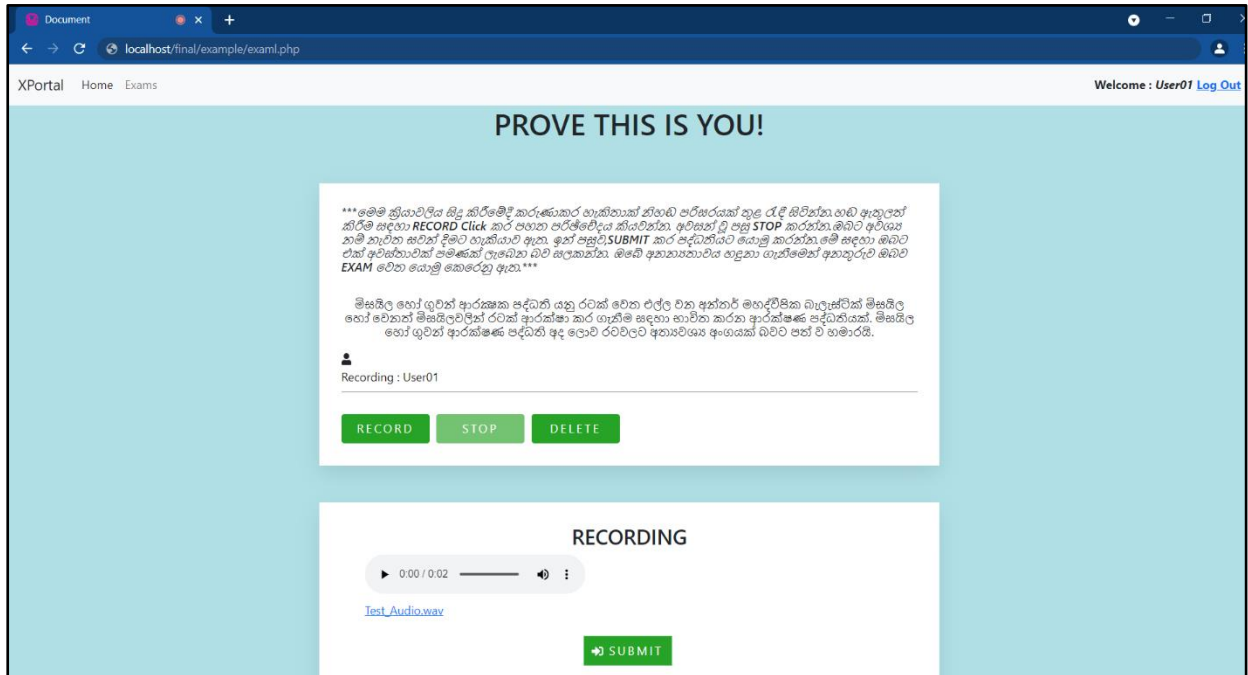 Document
localhost/final/example/examl.php
XPortal Home Exams
Welcome : User01 Log Out
PROVE THIS IS YOU!
***මෙම ක්‍රියාවලිය සිදු කිරීමේදී කරුණාකර හැකිතාක් නිහඬ පරිසරයක් තුළ රැඳී සිටින්න.හඬ ඇතුලත්
කිරීම සඳහා RECORD Click කර පහත පරිච්ඡේදය කියවන්න. අවසන් වූ පසු STOP කරන්න.ඔබට අවශ්‍ය
නම් නැවත සවන් දීමට හැකියාව ඇත. ඉන් පසුව,SUBMIT කර පද්ධතියට යොමු කරන්න.මේ සඳහා ඔබට
එක් අවස්තාවක් පමණක් ලැබෙන බව සලකන්න. ඔබේ අනන්‍යතාවය හඳුනා ගැනීමෙන් අනතුරුව ඔබව
EXAM වෙත යොමු කෙරෙනු ඇත.***
මිසයිල හෝ ගුවන් ආරක්ෂක පද්ධති යනු රටක් වෙත එල්ල වන අන්තර් මහද්වීපික බැලැස්ටික් මිසයිල
හෝ වෙනත් මිසයිලවලින් රටක් ආරක්ෂා කර ගැනීම සඳහා භාවිත කරන ආරක්ෂණ පද්ධතියක්. මිසයිල
හෝ ගුවන් ආරක්ෂණ පද්ධති අද ලොව රටවලට අත්‍යවශ්‍ය අංගයක් බවට පත් ව හමාරයි.
Recording : User01
RECORD STOP DELETE
RECORDING
0:00 / 0:02
Test_Audio.wav
SUBMIT